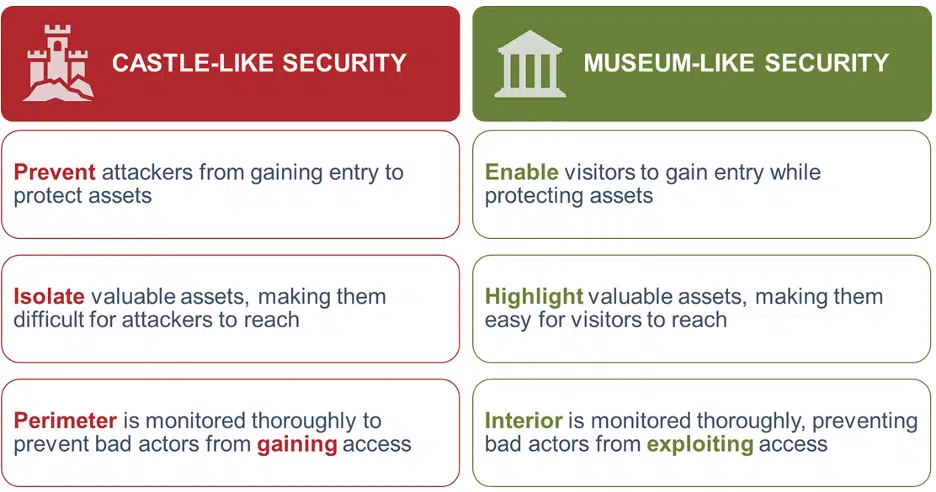 CASTLE-LIKE SECURITY
MUSEUM-LIKE SECURITY
Prevent attackers from gaining entry to
protect assets
Enable visitors to gain entry while
protecting assets
Isolate valuable assets, making them
difficult for attackers to reach
Highlight valuable assets, making them
easy for visitors to reach
Perimeter is monitored thoroughly to
prevent bad actors from gaining access
Interior is monitored thoroughly, preventing
bad actors from exploiting access